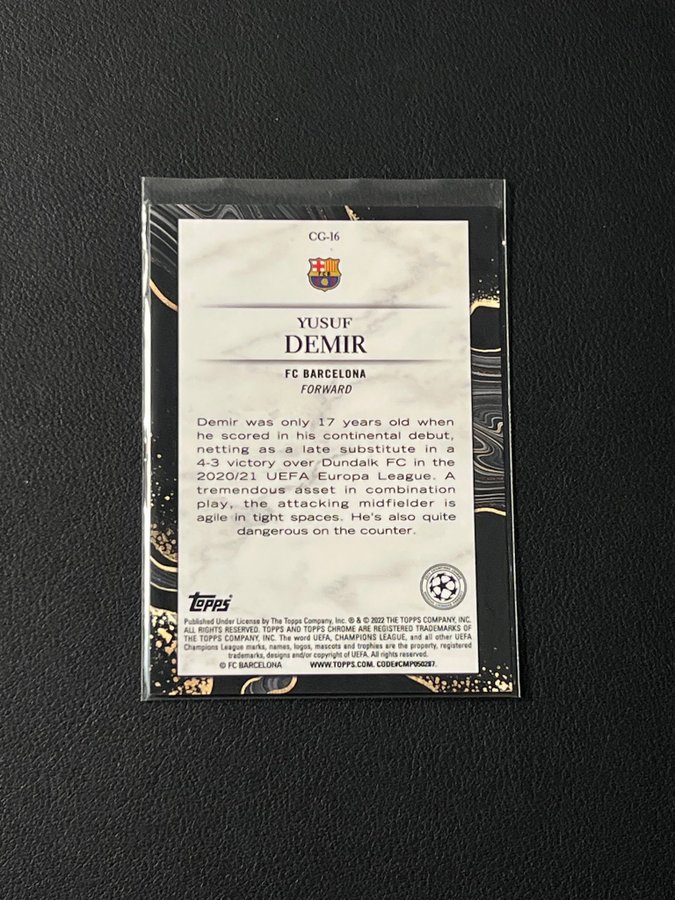 CG-16
YUSUF
DEMIR
FC BARCELONA
FORWARD
Demir was only 17 years old when
he scored in his continental debut,
netting as a late substitute in a
4-3 victory over Dundalk FC in the
2020/21 UEFA Europa League. A
tremendous asset in combination
play, the attacking midfielder is
agile in tight spaces. He's also quite
dangerous on the counter.
Topps
Published Under License by The Topps Company, Inc. ® & © 2022 THE TOPPS COMPANY, INC.
ALL RIGHTS RESERVED. TOPPS AND TOPPS CHROME ARE REGISTERED TRADEMARKS OF
THE TOPPS COMPANY, INC. The word UEFA, CHAMPIONS LEAGUE, and all other UEFA
Champions League marks, names, logos, mascots and trophies are the property, registered
trademarks, designs and/or copyright of UEFA. All rights reserved.
© FC BARCELONA WWW.TOPPS.COM. CODE#CMP050287.